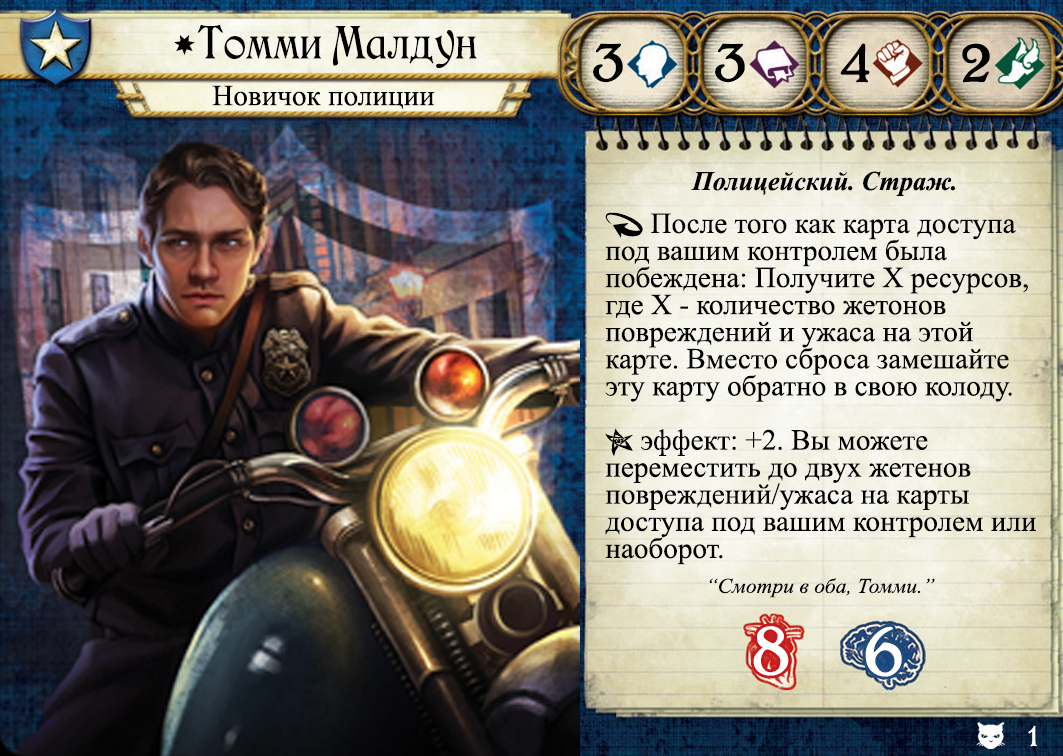 Томми Малдун
Новичок полиции
3 3 4 2
Полицейский. Страж.
После того как карта доступа
под вашим контролем была
побеждена: Получите X ресурсов,
где X - количество жетонов
повреждений и ужаса на этой
карте. Вместо сброса замешайте
эту карту обратно в свою колоду.
эффект: +2. Вы можете
переместить до двух жетенов
повреждений/ужаса на карты
доступа под вашим контролем или
наоборот.
“Смотри в оба, Томми.”
8 6
1